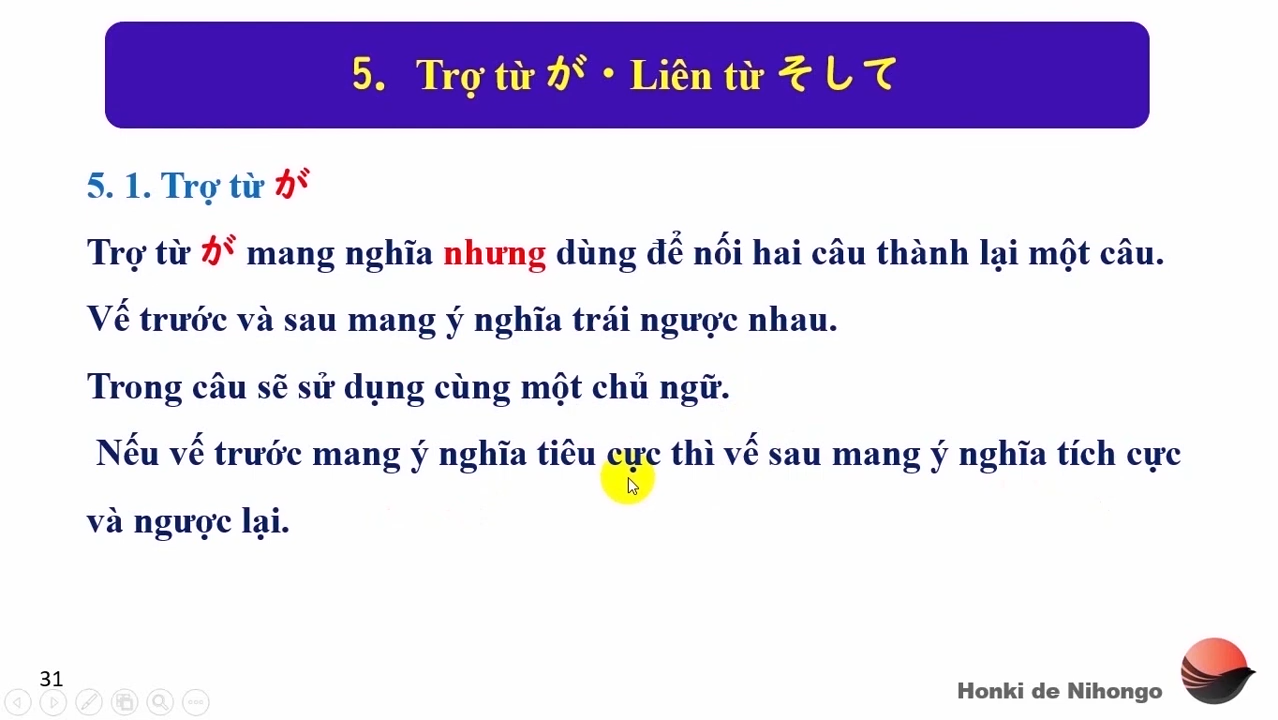 5. Trợ từ が・Liên từ そして
5. 1. Trợ từ が
Trợ từ が mang nghĩa nhưng dùng để nối hai câu thành lại một câu.
Vế trước và sau mang ý nghĩa trái ngược nhau.
Trong câu sẽ sử dụng cùng một chủ ngữ.
Nếu vế trước mang ý nghĩa tiêu cực thì vế sau mang ý nghĩa tích cực
và ngược lại.
31
Honki de Nihongo